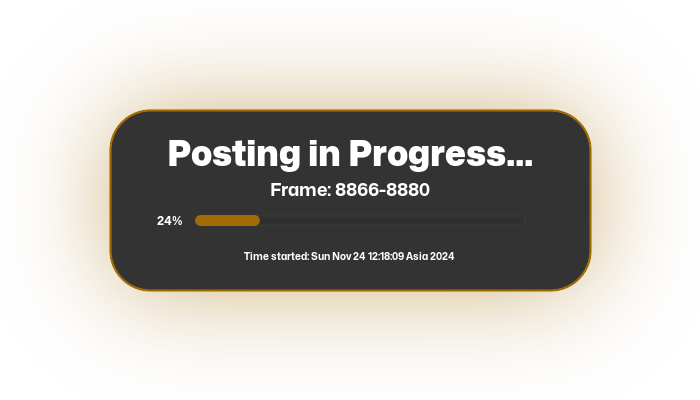 Posting in Progress...
Frame: 8866-8880
24%
Time started: Sun Nov 24 12:18:09 Asia 2024